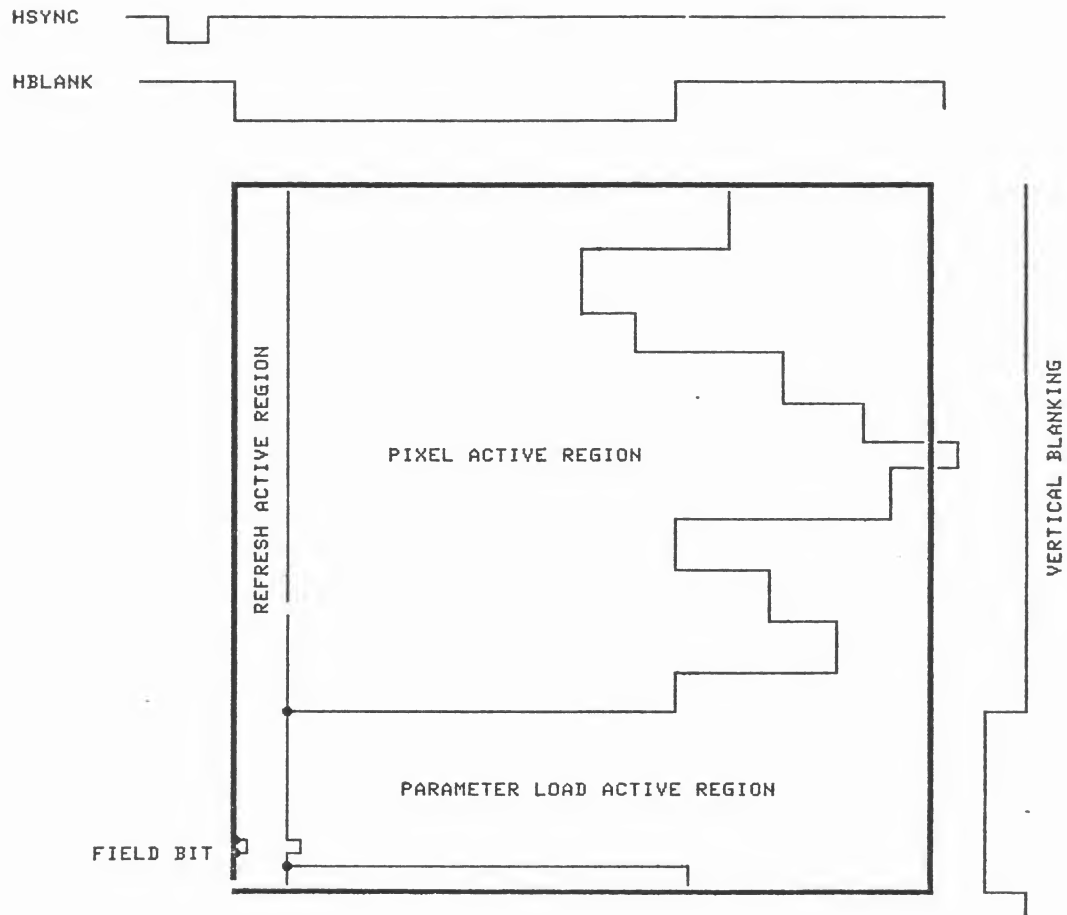 HSYNC
HBLANK
REFRESH ACTIVE REGION
PIXEL ACTIVE REGION
VERTICAL BLANKING
PARAMETER LOAD ACTIVE REGION
FIELD BIT